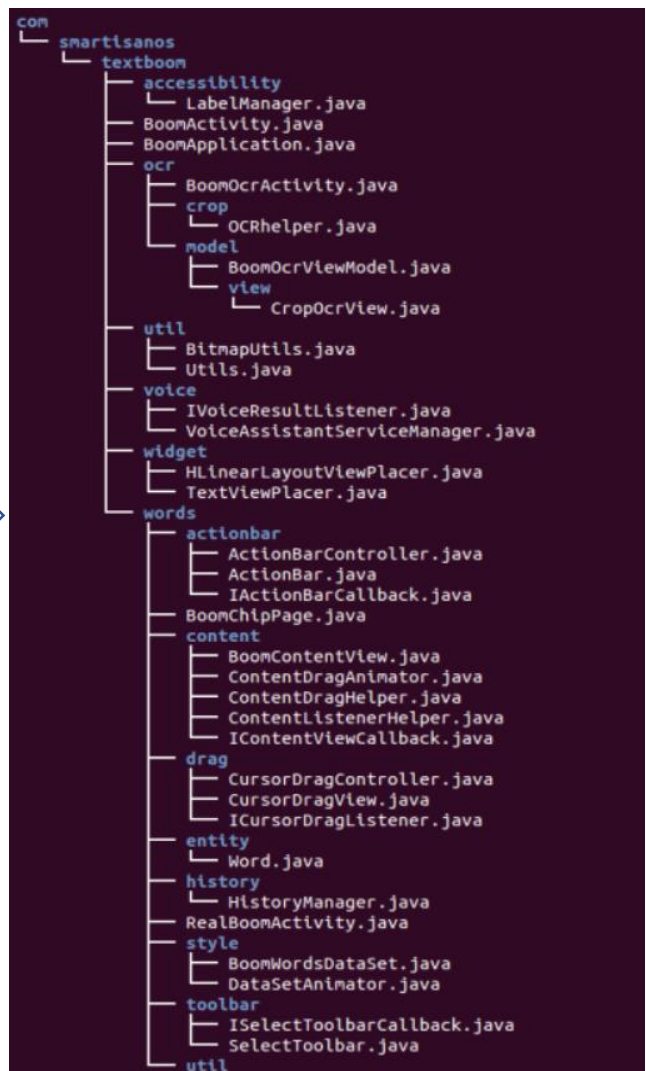 com
└── smartisanos
    └── textboom
        ├── accessibility
        │   └── LabelManager.java
        ├── BoomActivity.java
        ├── BoomApplication.java
        ├── ocr
        │   ├── BoomOcrActivity.java
        │   ├── crop
        │   │   └── OCRhelper.java
        │   └── model
        │       ├── BoomOcrViewModel.java
        │       └── view
        │           └── CropOcrView.java
        ├── util
        │   ├── BitmapUtils.java
        │   └── Utils.java
        ├── voice
        │   ├── IVoiceResultListener.java
        │   └── VoiceAssistantServiceManager.java
        ├── widget
        │   ├── HLinearLayoutViewPlacer.java
        │   └── TextViewPlacer.java
        └── words
            ├── actionbar
            │   ├── ActionBarController.java
            │   ├── ActionBar.java
            │   └── IActionBarCallback.java
            ├── BoomChipPage.java
            ├── content
            │   ├── BoomContentView.java
            │   ├── ContentDragAnimator.java
            │   ├── ContentDragHelper.java
            │   ├── ContentListenerHelper.java
            │   └── IContentViewCallback.java
            ├── drag
            │   ├── CursorDragController.java
            │   ├── CursorDragView.java
            │   └── ICursorDragListener.java
            ├── entity
            │   └── Word.java
            ├── history
            │   └── HistoryManager.java
            ├── RealBoomActivity.java
            ├── style
            │   ├── BoomWordsDataSet.java
            │   └── DataSetAnimator.java
            ├── toolbar
            │   ├── ISelectToolbarCallback.java
            │   └── SelectToolbar.java
            └── util